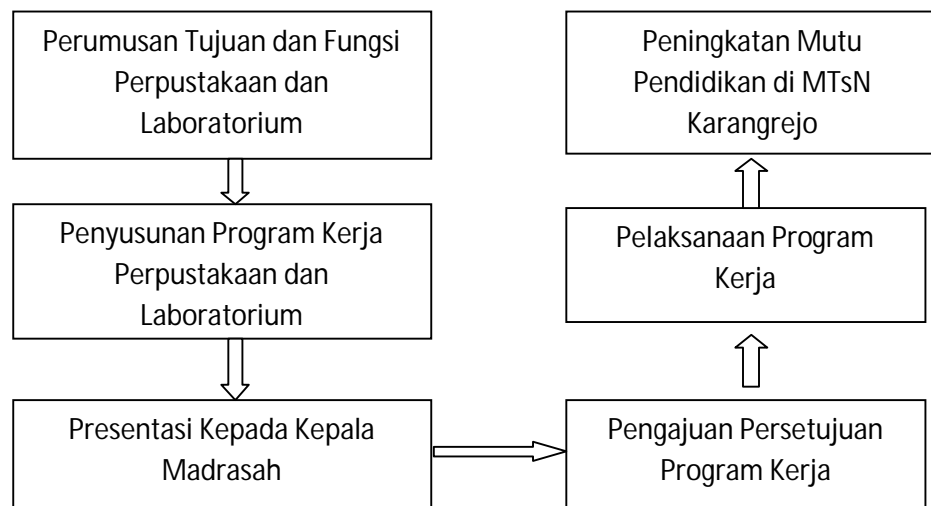 Perumusan Tujuan dan Fungsi
Perpustakaan dan
Laboratorium
Penyusunan Program Kerja
Perpustakaan dan
Laboratorium
Presentasi Kepada Kepala
Madrasah
Pengajuan Persetujuan
Program Kerja
Pelaksanaan Program
Kerja
Peningkatan Mutu
Pendidikan di MTsN
Karangrejo